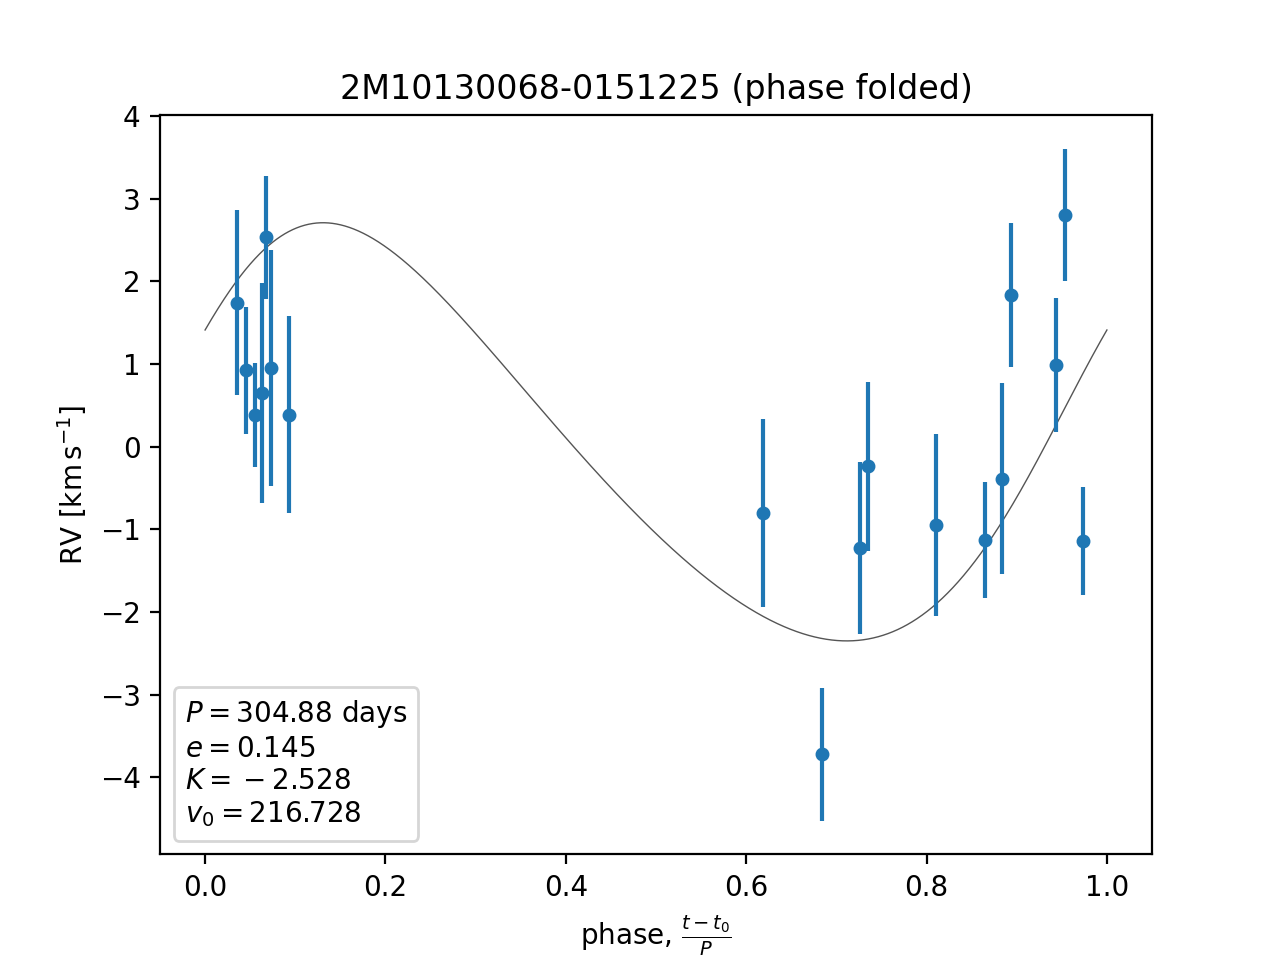 2M10130068-0151225 (phase folded)
4
3
2
1
0
−1
−2
−3
−4
RV [km s⁻¹]
P = 304.88 days
e = 0.145
K = −2.528
v₀ = 216.728
0.0 0.2 0.4 0.6 0.8 1.0
phase, (t − t₀)/P